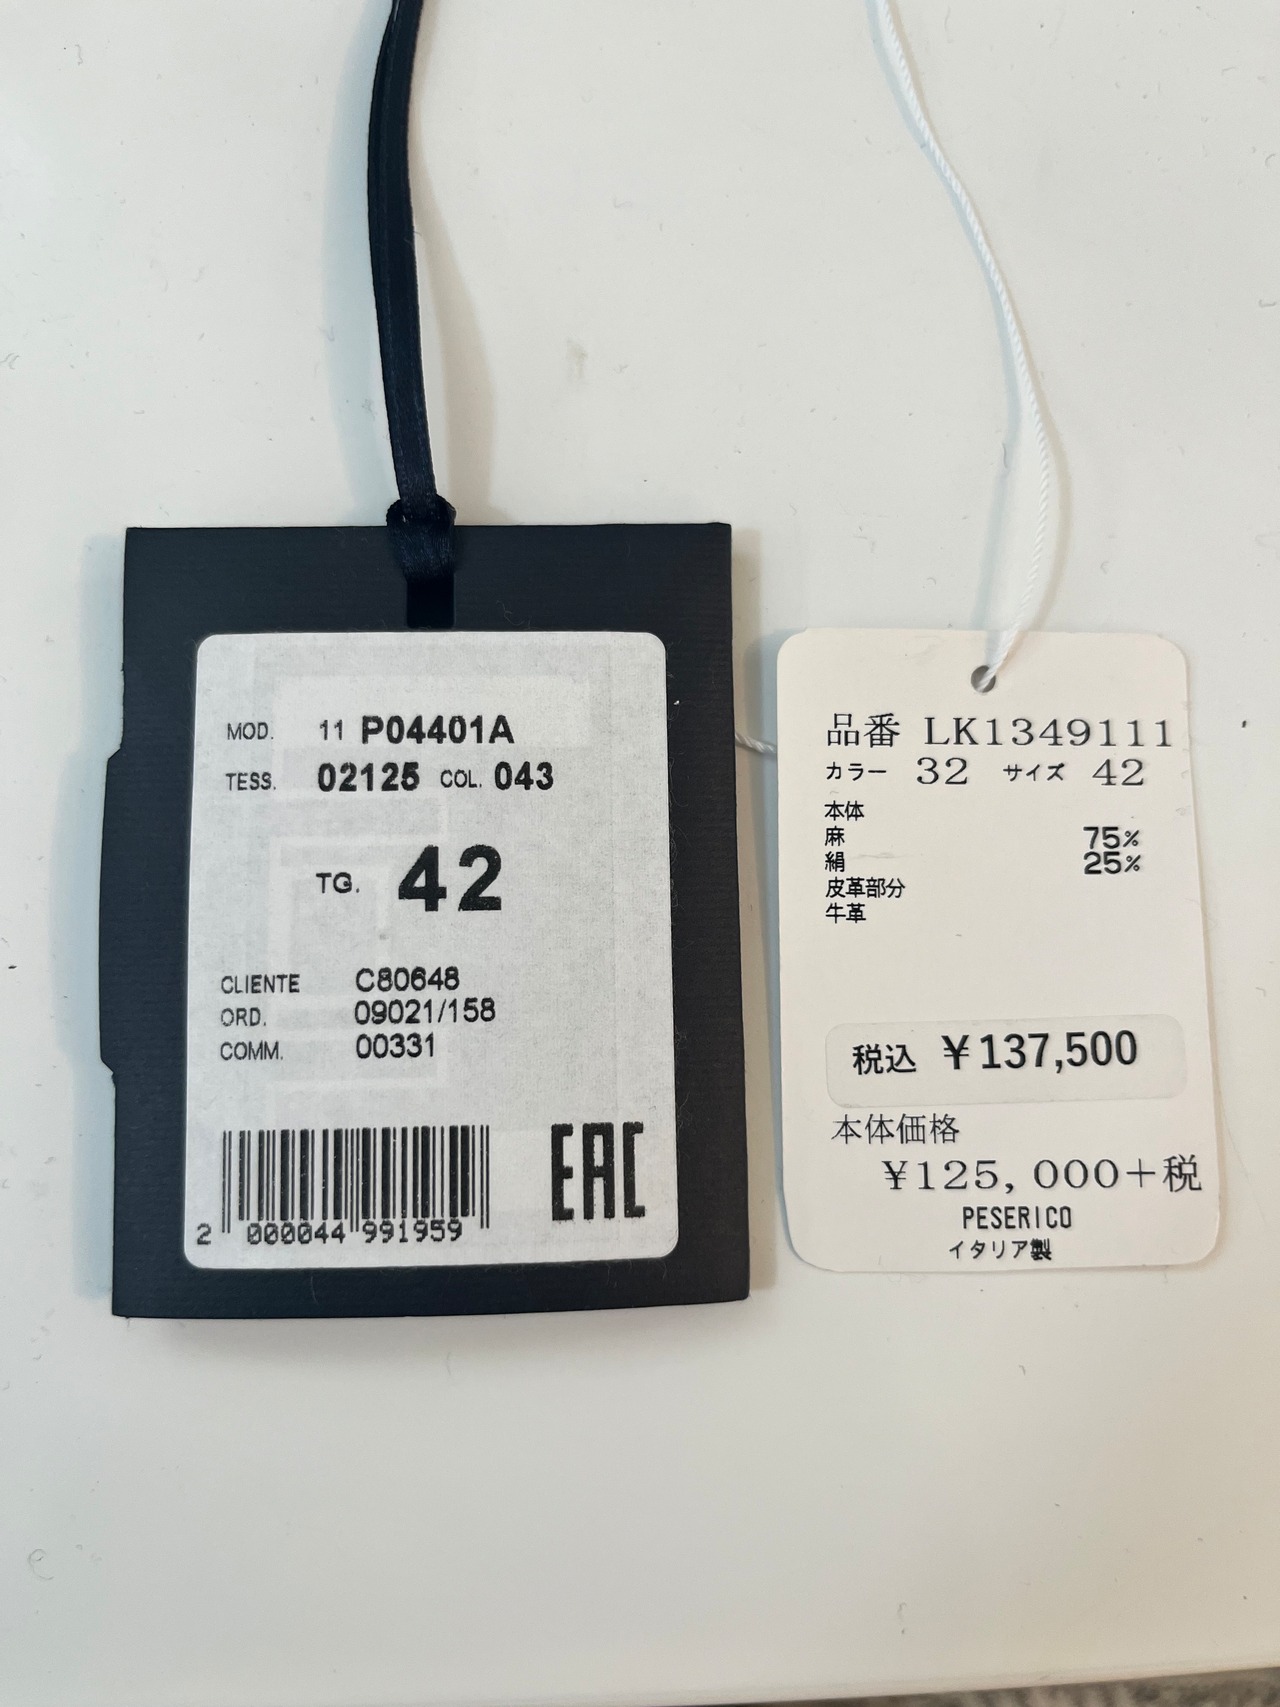 MOD. 11 P04401A
TESS. 02125 COL. 043
TG. 42
CLIENTE C80648
ORD. 09021/158
COMM. 00331
EAC
2 000044 991959
品番 LK1349111
カラー 32 サイズ 42
本体
麻 75%
絹 25%
皮革部分
牛革
税込 ¥137,500
本体価格
¥125,000+税
PESERICO
イタリア製